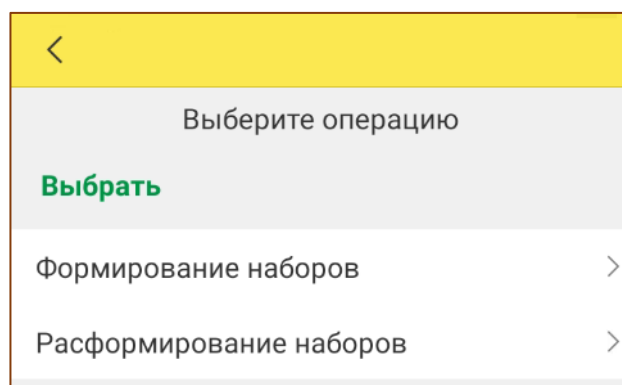 Выберите операцию
Выбрать
Формирование наборов
Расформирование наборов